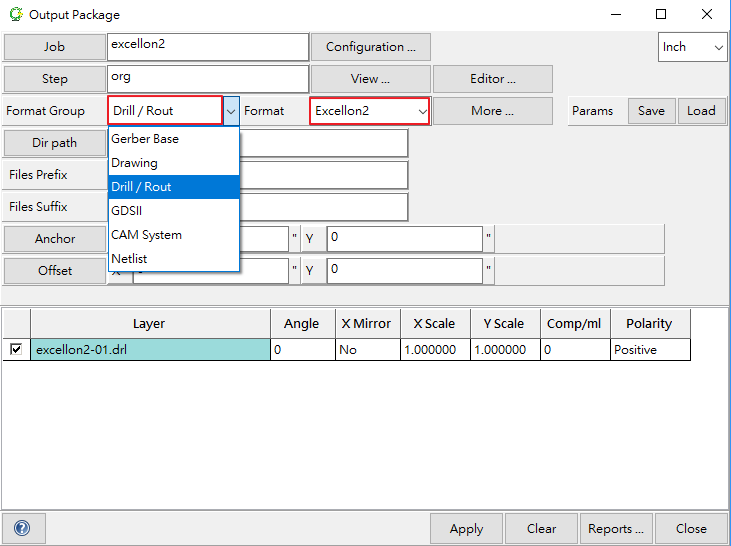 Output Package
Job excellon2 Configuration ... Inch
Step org View ... Editor ...
Format Group Drill / Rout Format Excellon2 More ... Params Save Load
Dir path
Files Prefix
Files Suffix
Gerber Base
Drawing
Drill / Rout
GDSII
CAM System
Netlist
Anchor " Y 0 "
Offset " Y 0 "
Layer Angle X Mirror X Scale Y Scale Comp/ml Polarity
excellon2-01.drl 0 No 1.000000 1.000000 0 Positive
Apply Clear Reports ... Close